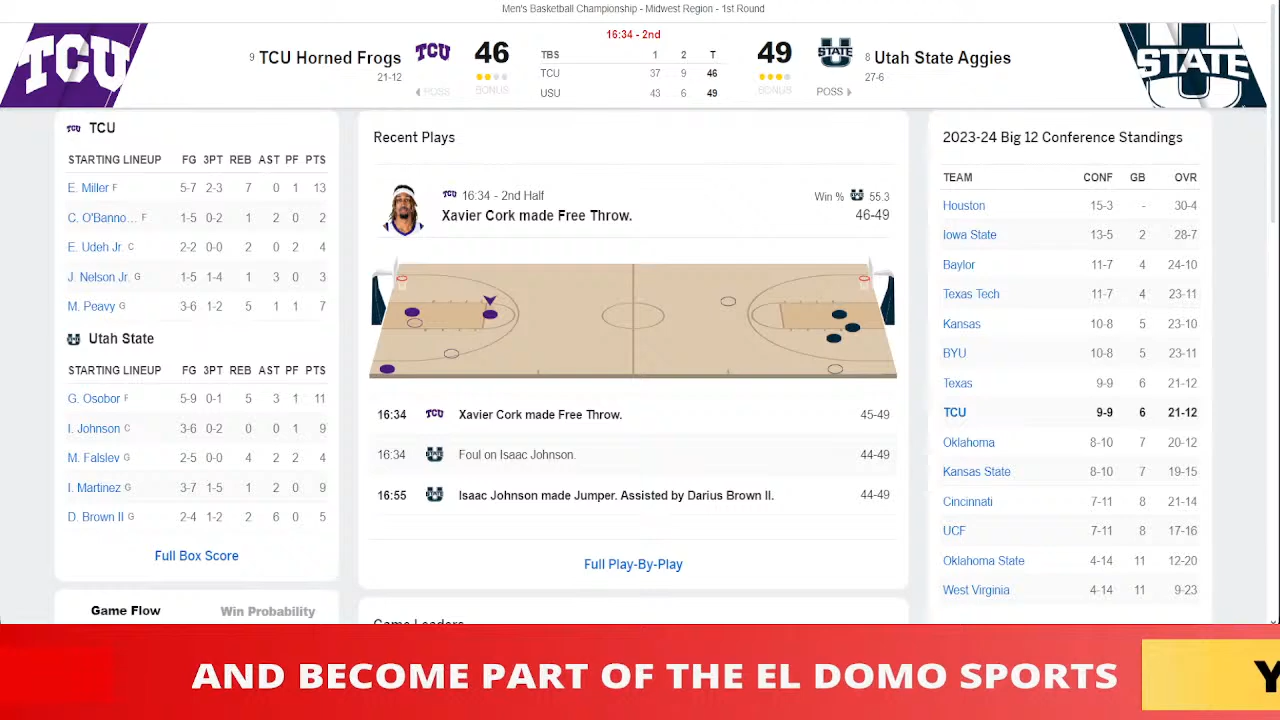 Men's Basketball Championship - Midwest Region - 1st Round
TCU
9 TCU Horned Frogs
21-12
TCU
46
BONUS
POSS
16:34 - 2nd
TBS 1 2 T
TCU 37 9 46
USU 43 6 49
49
BONUS
STATE
8 Utah State Aggies
27-6
POSS
STATE
TCU TCU
STARTING LINEUP FG 3PT REB AST PF PTS
E. Miller F 5-7 2-3 7 0 1 13
C. O'Banno... F 1-5 0-2 1 2 0 2
E. Udeh Jr. C 2-2 0-0 2 0 2 4
J. Nelson Jr. G 1-5 1-4 1 3 0 3
M. Peavy G 3-6 1-2 5 1 1 7
Utah State
STARTING LINEUP FG 3PT REB AST PF PTS
G. Osobor F 5-9 0-1 5 3 1 11
I. Johnson C 3-6 0-2 0 0 1 9
M. Falslev G 2-5 0-0 4 2 2 4
I. Martinez G 3-7 1-5 1 2 0 9
D. Brown II G 2-4 1-2 2 6 0 5
Full Box Score
Game Flow Win Probability
Recent Plays
TCU 16:34 - 2nd Half
Xavier Cork made Free Throw.
Win % 55.3
46-49
16:34 TCU Xavier Cork made Free Throw. 45-49
16:34 Foul on Isaac Johnson. 44-49
16:55 Isaac Johnson made Jumper. Assisted by Darius Brown II. 44-49
Full Play-By-Play
Game Leaders
2023-24 Big 12 Conference Standings
TEAM CONF GB OVR
Houston 15-3 - 30-4
Iowa State 13-5 2 28-7
Baylor 11-7 4 24-10
Texas Tech 11-7 4 23-11
Kansas 10-8 5 23-10
BYU 10-8 5 23-11
Texas 9-9 6 21-12
TCU 9-9 6 21-12
Oklahoma 8-10 7 20-12
Kansas State 8-10 7 19-15
Cincinnati 7-11 8 21-14
UCF 7-11 8 17-16
Oklahoma State 4-14 11 12-20
West Virginia 4-14 11 9-23
AND BECOME PART OF THE EL DOMO SPORTS
Y